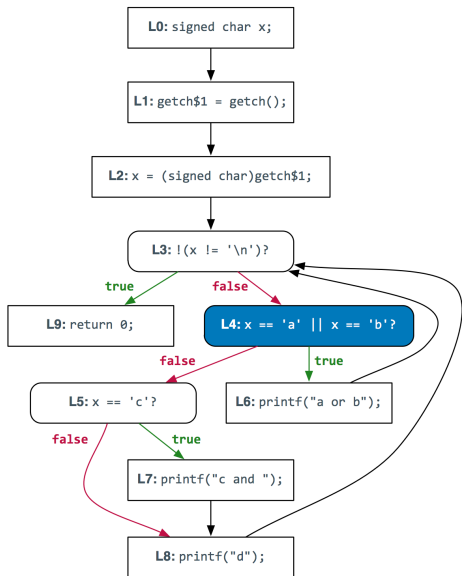 L0: signed char x;
L1: getch$1 = getch();
L2: x = (signed char)getch$1;
L3: !(x != '\n')?
true
false
L9: return 0;
L4: x == 'a' || x == 'b'?
false
true
L5: x == 'c'?
L6: printf("a or b");
false
true
L7: printf("c and ");
L8: printf("d");